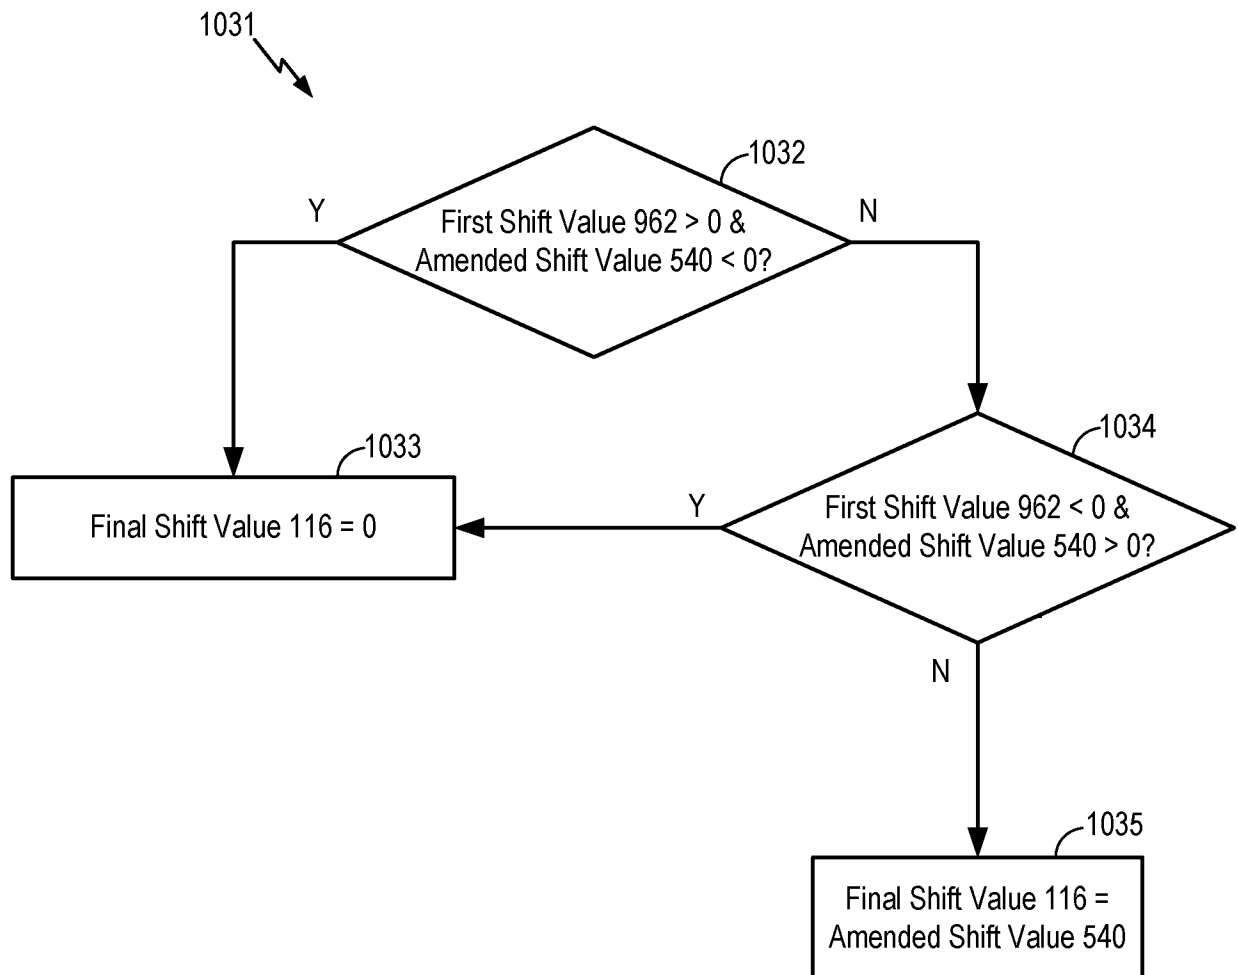 1031
1032
Y
N
First Shift Value 962 > 0 &
Amended Shift Value 540 < 0?
1033
1034
Final Shift Value 116 = 0
Y
First Shift Value 962 < 0 &
Amended Shift Value 540 > 0?
N
1035
Final Shift Value 116 =
Amended Shift Value 540